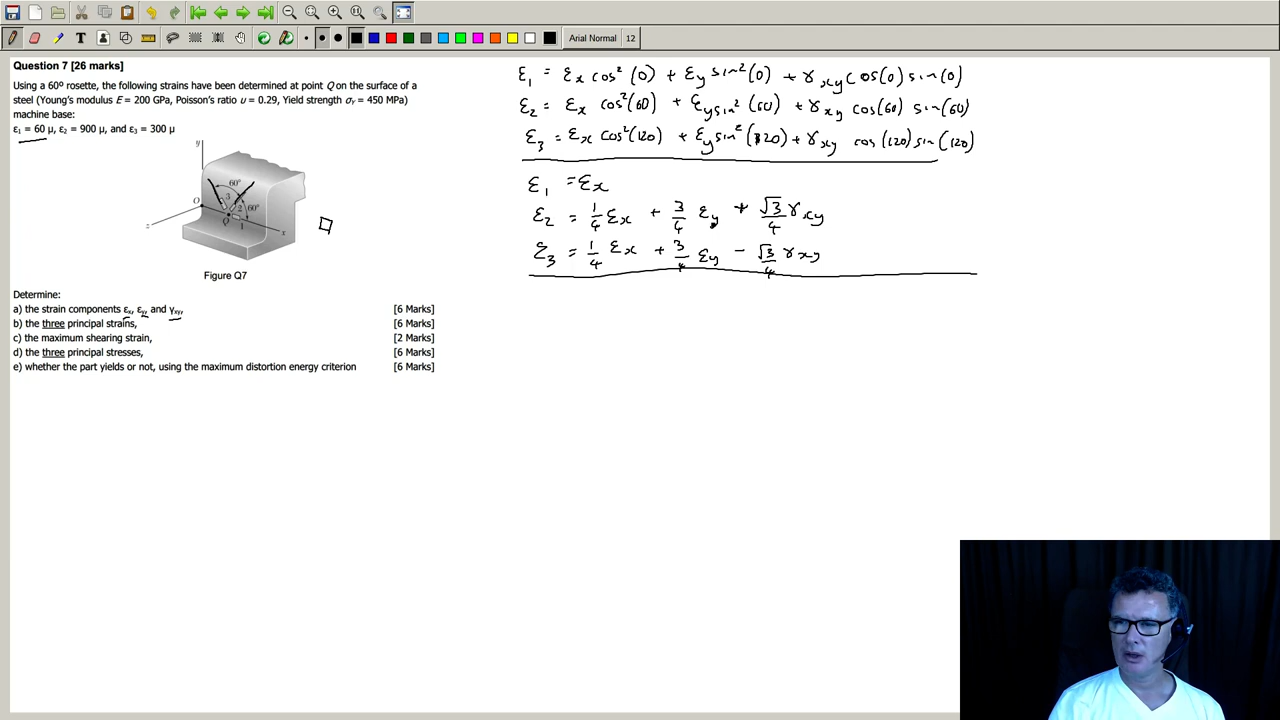 Arial Normal 12
Question 7 [26 marks]
Using a 60º rosette, the following strains have been determined at point Q on the surface of a
steel (Young's modulus E = 200 GPa, Poisson's ratio υ = 0.29, Yield strength σY = 450 MPa)
machine base:
ε1 = 60 μ, ε2 = 900 μ, and ε3 = 300 μ
y
60°
O
3
2
60°
Q
1
z
x
Figure Q7
Determine:
a) the strain components εx, εy, and γxy, [6 Marks]
b) the three principal strains, [6 Marks]
c) the maximum shearing strain, [2 Marks]
d) the three principal stresses, [6 Marks]
e) whether the part yields or not, using the maximum distortion energy criterion [6 Marks]
ε1 = εx cos²(0) + εy sin²(0) + γxy cos(0) sin(0)
ε2 = εx cos²(60) + εy sin²(60) + γxy cos(60) sin(60)
ε3 = εx cos²(120) + εy sin²(120) + γxy cos(120) sin(120)
ε1 = εx
ε2 = 1/4 εx + 3/4 εy + √3/4 γxy
ε3 = 1/4 εx + 3/4 εy − √3/4 γxy